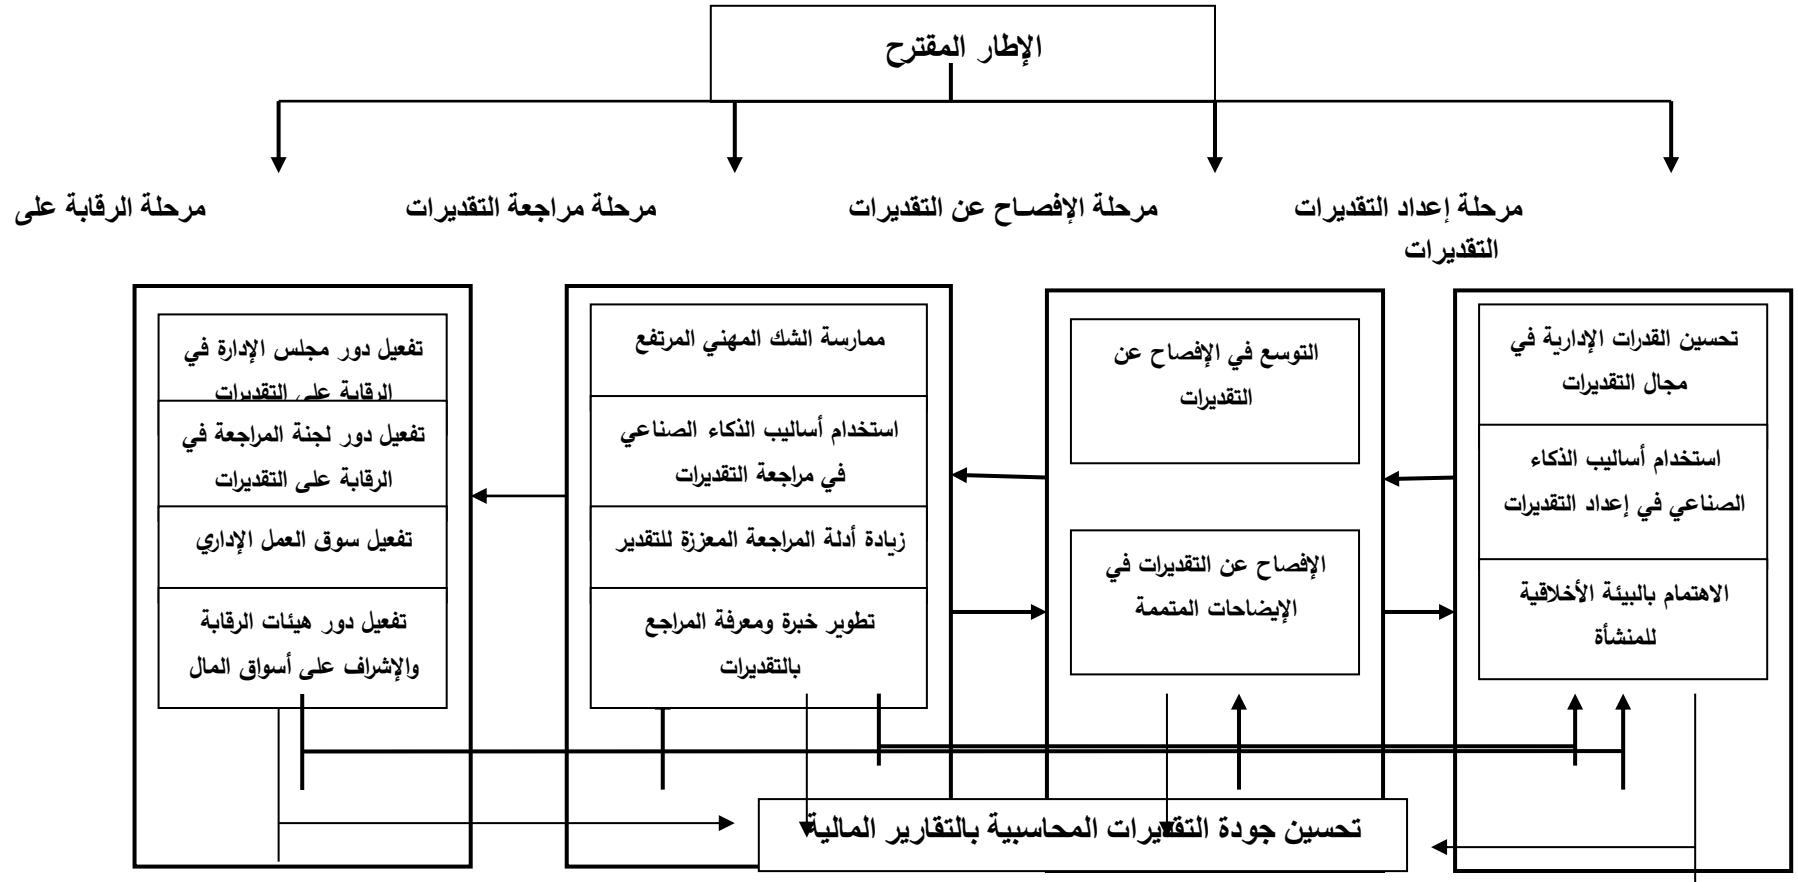 الإطار المقترح
مرحلة إعداد التقديرات مرحلة الإفصاح عن التقديرات مرحلة مراجعة التقديرات مرحلة الرقابة على
التقديرات
تحسين القدرات الإدارية في
مجال التقديرات
استخدام أساليب الذكاء
الصناعي في إعداد التقديرات
الاهتمام بالبيئة الأخلاقية
للمنشأة
التوسع في الإفصاح عن
التقديرات
الإفصاح عن التقديرات في
الإيضاحات المتممة
ممارسة الشك المهني المرتفع
استخدام أساليب الذكاء الصناعي
في مراجعة التقديرات
زيادة أدلة المراجعة المعززة للتقدير
تطوير خبرة ومعرفة المراجع
بالتقديرات
تفعيل دور مجلس الإدارة في
الرقابة على التقديرات
تفعيل دور لجنة المراجعة في
الرقابة على التقديرات
تفعيل سوق العمل الإداري
تفعيل دور هيئات الرقابة
والإشراف على أسواق المال
تحسين جودة التقديرات المحاسبية بالتقارير المالية